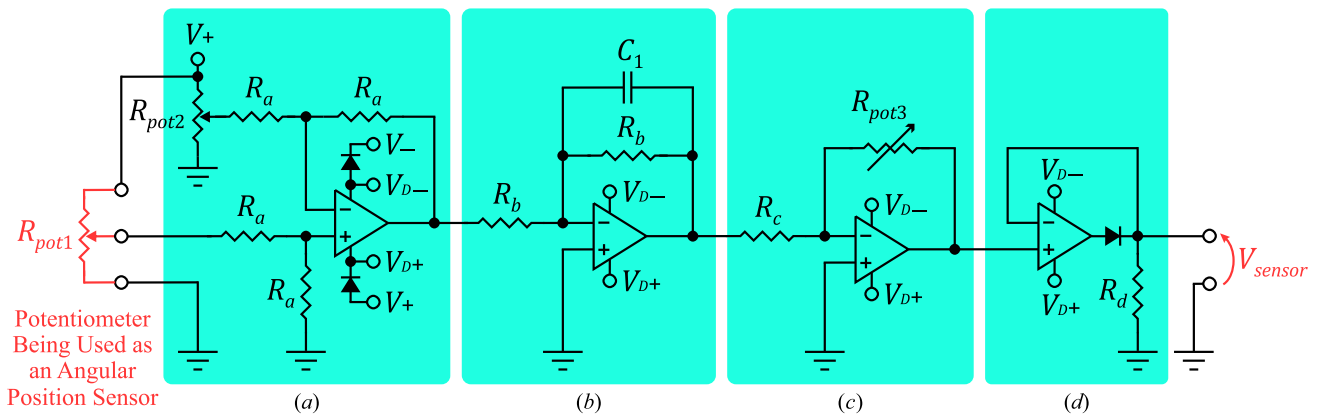 V+
R_a
R_a
R_pot2
V−
V_D−
R_pot1
R_a
R_a
V_D+
V+
−
+
Potentiometer
Being Used as
an Angular
Position Sensor
(a)
C_1
R_b
R_b
V_D−
−
+
V_D+
(b)
R_pot3
R_c
V_D−
−
+
V_D+
(c)
V_D−
−
+
V_D+
R_d
V_sensor
(d)